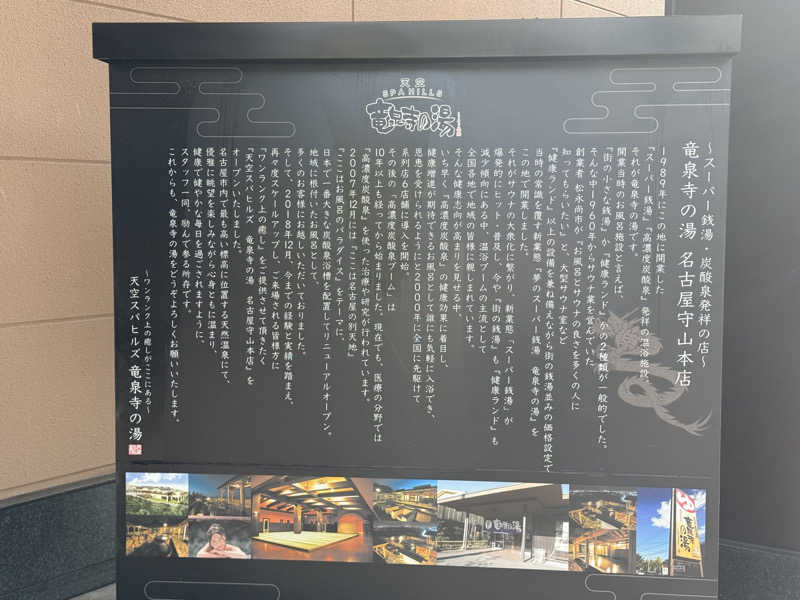 天空
SPA HILLS
竜泉寺の湯
～スーパー銭湯・炭酸泉発祥の店～
竜泉寺の湯 名古屋守山本店
1989年にこの地に開業した
「スーパー銭湯」「高濃度炭酸泉」発祥の温浴施設、
それが竜泉寺の湯です。
開業当時のお風呂施設と言えば、
「街の小さな銭湯」か「健康ランド」かの2種類が一般的でした。
そんな中1960年からサウナ業を営んでいた
創業者 松永尚市が「お風呂とサウナの良さを多くの人に
知ってもらいたい」と、大型サウナ室など
「健康ランド」以上の設備を兼ね備えながら街の銭湯並みの価格設定で
当時の常識を覆す新業態「夢のスーパー銭湯 竜泉寺の湯」を
この地で開業しました。
それがサウナの大衆化に繋がり、新業態「スーパー銭湯」が
爆発的にヒット・普及し、今や「街の銭湯」も「健康ランド」も
減少傾向にある中、温浴ブームの主流として
全国各地で地域の皆様に親しまれています。
そんな健康志向が高まりを見せる中、
いち早く「高濃度炭酸泉」の健康効果に着目し、
健康増進が期待できるお風呂として誰にも気軽に入浴でき、
恩恵を受けられるようにと2000年に全国に先駆けて
系列店の6店舗に導入を開始、
その後の「高濃度炭酸泉ブーム」は
10年以上も経ってから始まりました。現在でも、医療の分野では
「高濃度炭酸泉」を使った治療や研究が行われています。
2007年12月には「ここは名古屋の別天地」
「ここはお風呂のパラダイス」をテーマに、
日本で一番大きな炭酸泉浴槽を配置してリニューアルオープン。
地域に根付いたお風呂として、
多くのお客様にお越しいただいておりました。
そして、2018年12月、今までの経験と実績を踏まえ、
再々度スケールアップし、ご来場される皆様方に
「ワンランク上の癒し」をご提供させて頂きたく
「天空スパヒルズ 竜泉寺の湯 名古屋守山本店」を
オープンいたしました。
名古屋市内で最も高い標高に位置する天然温泉にて、
優雅に眺望を楽しみながら心身ともに温まり、
健康で健やかな毎日を過ごされますように、
スタッフ一同、励んで参る所存です。
これからも、竜泉寺の湯をどうぞよろしくお願いいたします。
～ワンランク上の癒しがここにある～
天空スパヒルズ 竜泉寺の湯
竜泉寺の湯
竜泉寺の湯